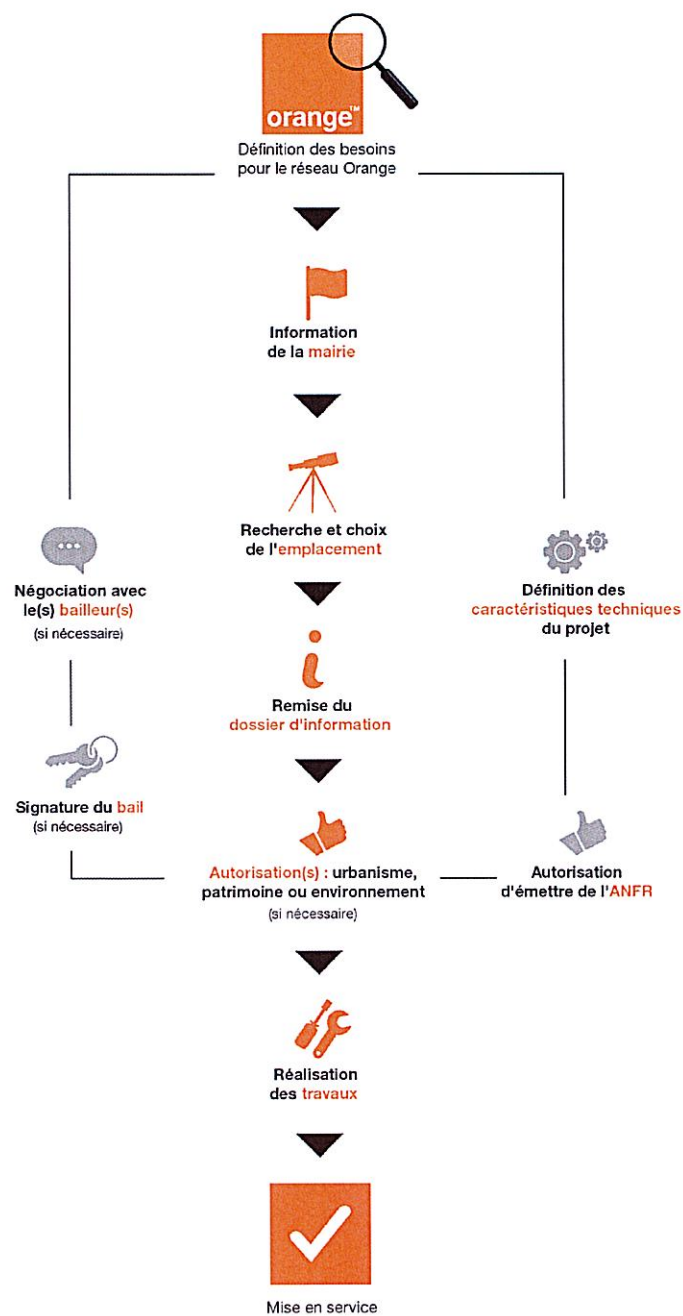 orange™
Définition des besoins
pour le réseau Orange
Information
de la mairie
Recherche et choix
de l'emplacement
Négociation avec
le(s) bailleur(s)
(si nécessaire)
Définition des
caractéristiques techniques
du projet
Remise du
dossier d'information
Signature du bail
(si nécessaire)
Autorisation(s) : urbanisme,
patrimoine ou environnement
(si nécessaire)
Autorisation
d'émettre de l'ANFR
Réalisation
des travaux
Mise en service